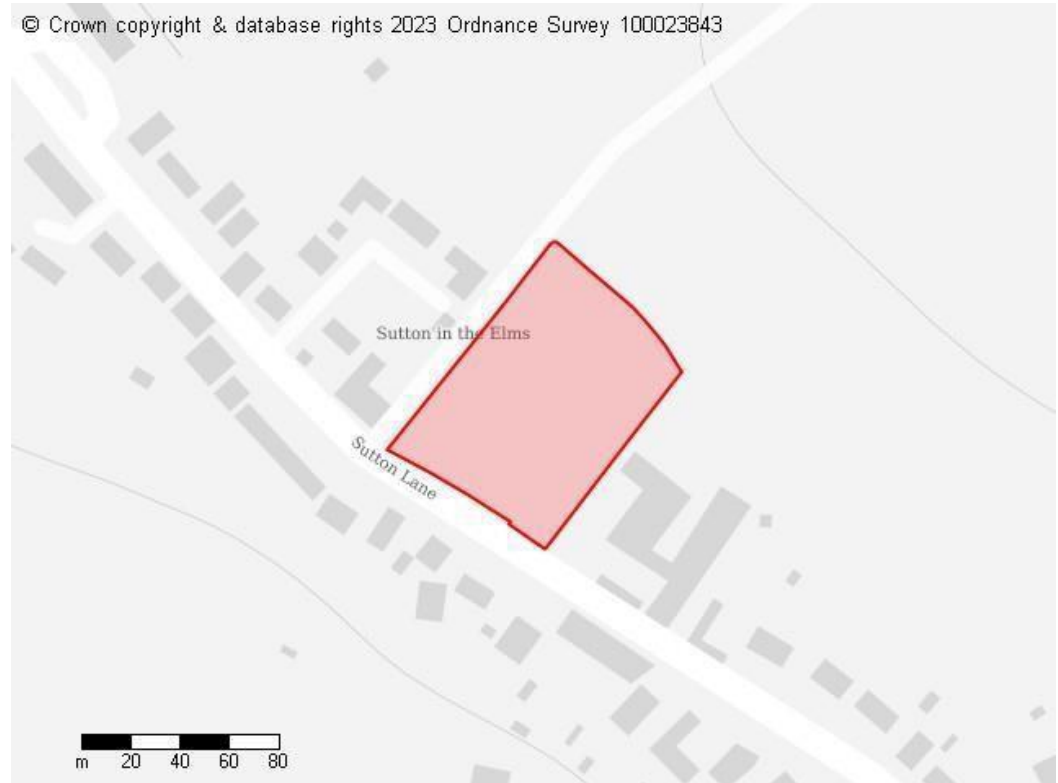 © Crown copyright & database rights 2023 Ordnance Survey 100023843
Sutton in the Elms
Sutton Lane
m 20 40 60 80